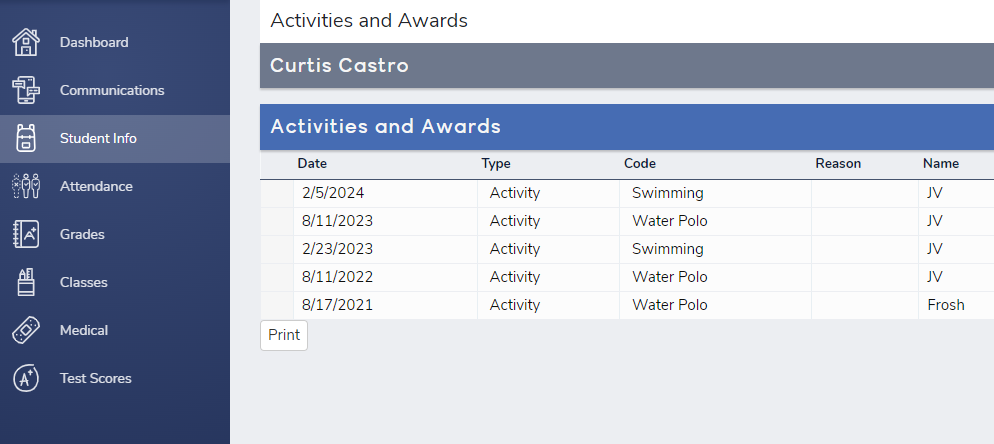 Activities and Awards
Curtis Castro
Dashboard
Communications
Student Info
Attendance
Grades
Classes
Medical
Test Scores
Activities and Awards
Date Type Code Reason Name
2/5/2024 Activity Swimming JV
8/11/2023 Activity Water Polo JV
2/23/2023 Activity Swimming JV
8/11/2022 Activity Water Polo JV
8/17/2021 Activity Water Polo Frosh
Print